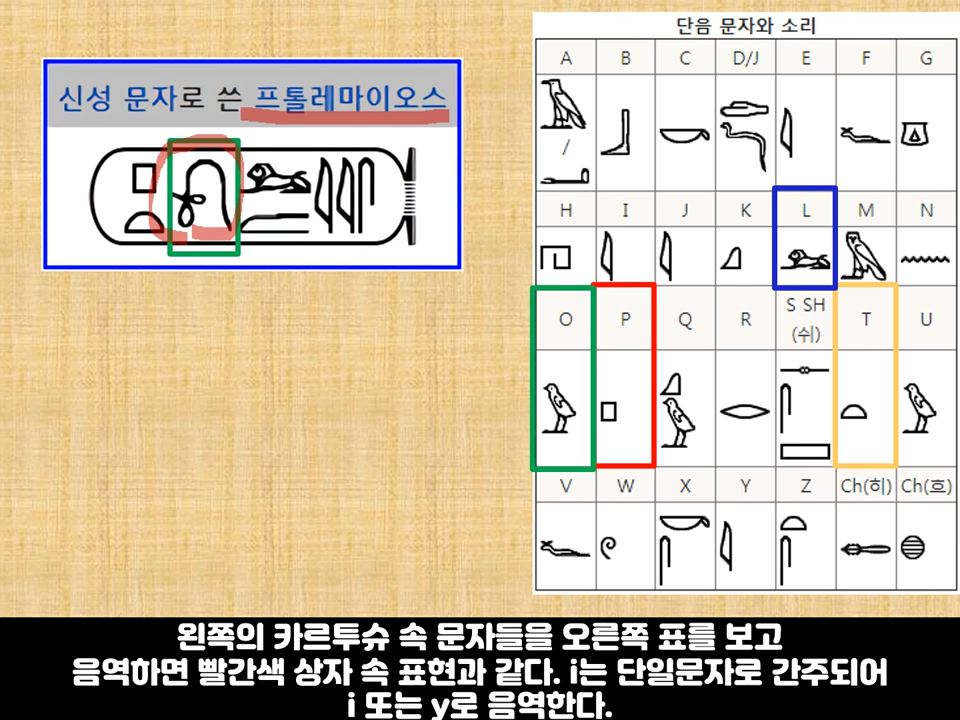 단음 문자와 소리
신성 문자로 쓴 프톨레마이오스
A B C D/J E F G
/
H I J K L M N
O P Q R S SH (쉬) T U
V W X Y Z Ch(히) Ch(흐)
왼쪽의 카르투슈 속 문자들을 오른쪽 표를 보고
음역하면 빨간색 상자 속 표현과 같다. i는 단일문자로 간주되어
i 또는 y로 음역한다.